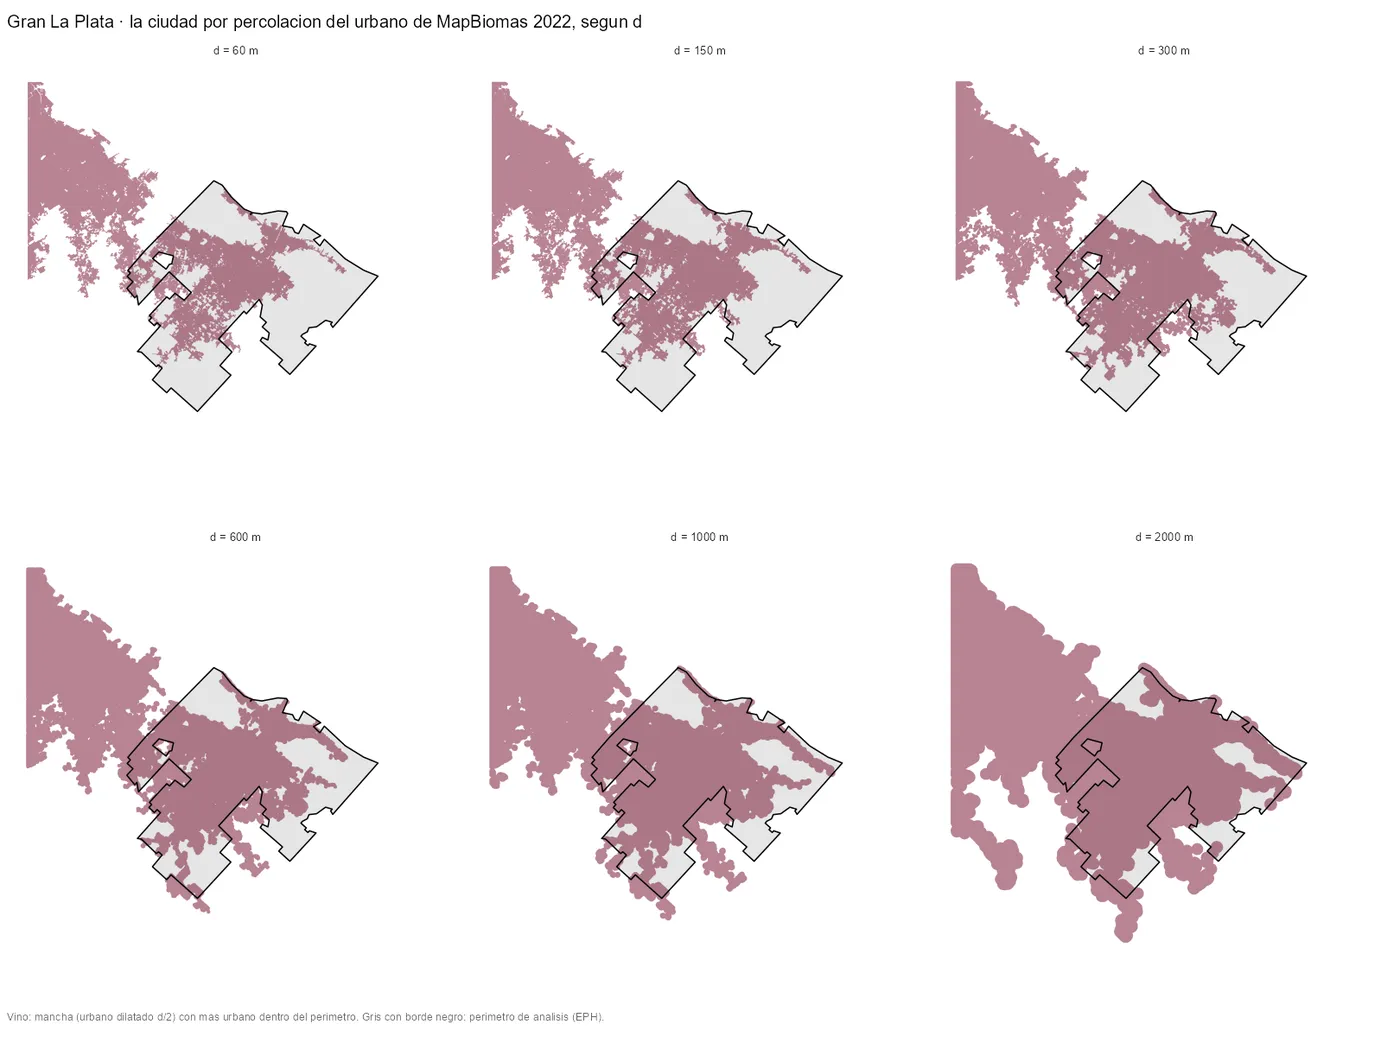 Gran La Plata · la ciudad por percolacion del urbano de MapBiomas 2022, segun d
d = 60 m
d = 150 m
d = 300 m
d = 600 m
d = 1000 m
d = 2000 m
Vino: mancha (urbano dilatado d/2) con mas urbano dentro del perimetro. Gris con borde negro: perimetro de analisis (EPH).